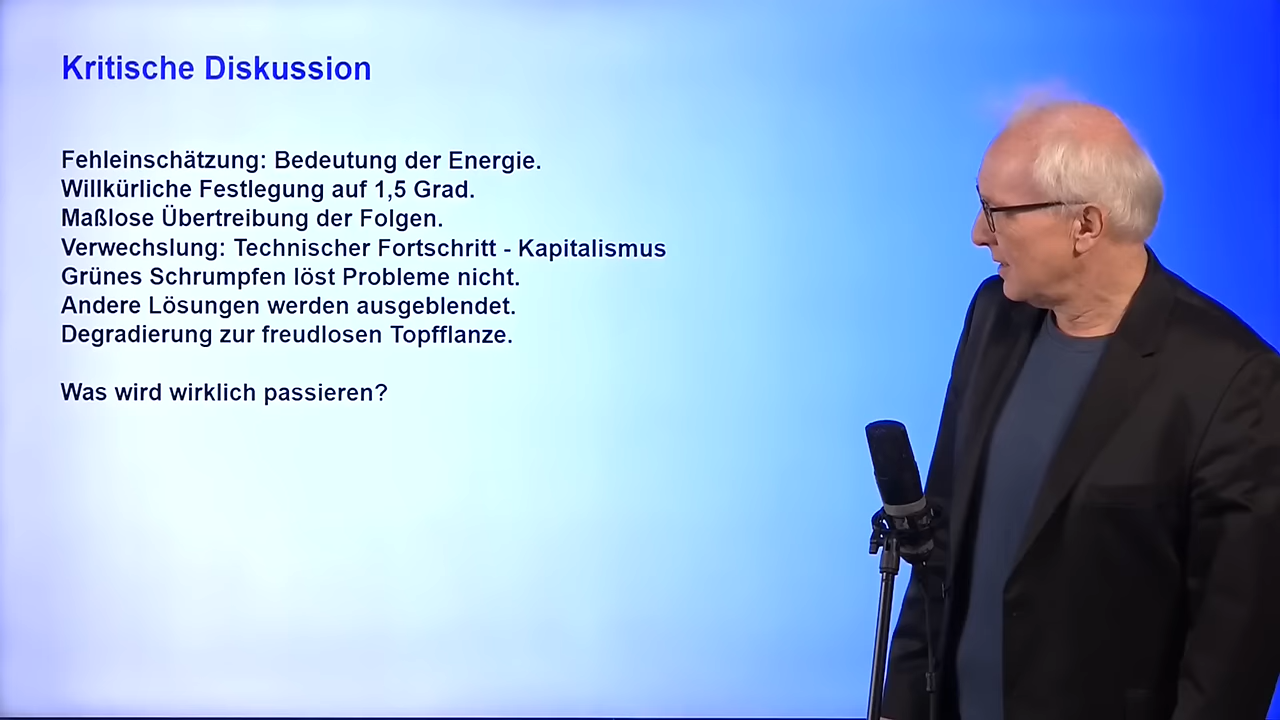 Kritische Diskussion
Fehleinschätzung: Bedeutung der Energie.
Willkürliche Festlegung auf 1,5 Grad.
Maßlose Übertreibung der Folgen.
Verwechslung: Technischer Fortschritt - Kapitalismus
Grünes Schrumpfen löst Probleme nicht.
Andere Lösungen werden ausgeblendet.
Degradierung zur freudlosen Topfflanze.
Was wird wirklich passieren?